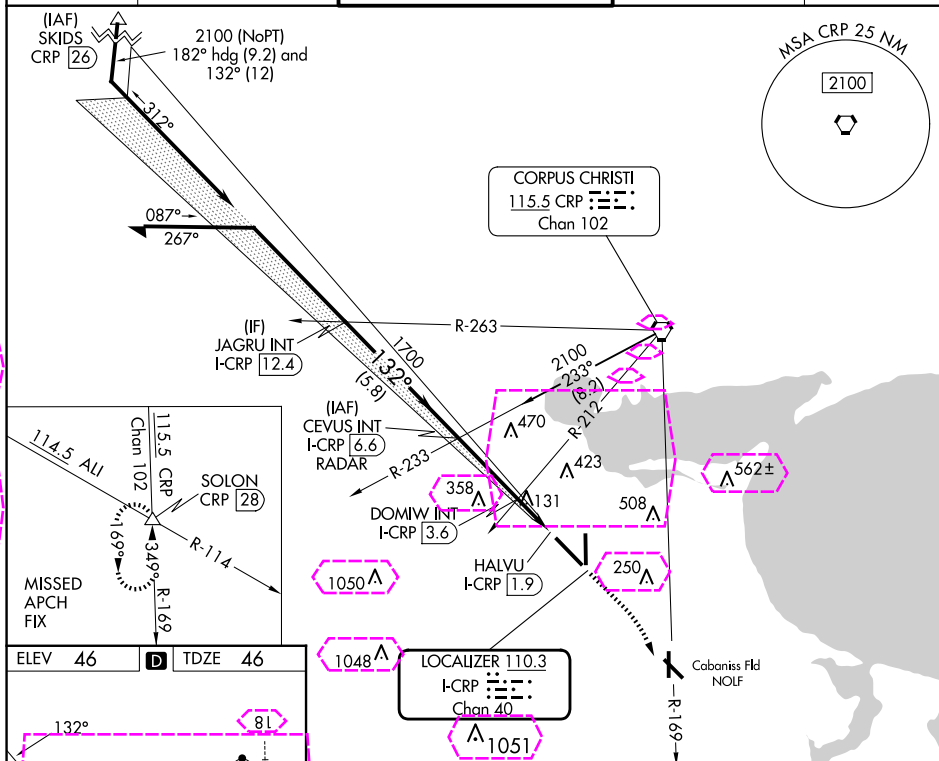 (IAF)
SKIDS
CRP 26
2100 (NoPT)
182° hdg (9.2) and
132° (12)
312°
087°
267°
MSA CRP 25 NM
2100
CORPUS CHRISTI
115.5 CRP
Chan 102
R-263
(IF)
JAGRU INT
I-CRP 12.4
1700
132°
(5.8)
2100
233°
(8.2)
R-212
(IAF)
CEVUS INT
I-CRP 6.6
RADAR
R-233
470
423
562±
358
131
508
DOMIW INT
I-CRP 3.6
HALVU
I-CRP 1.9
250
1050
1048
114.5 ALI
115.5 CRP
Chan 102
SOLON
CRP 28
R-114
169°
349°
R-169
MISSED
APCH
FIX
LOCALIZER 110.3
I-CRP
Chan 40
1051
Cabaniss Fld
NOLF
R-169
ELEV 46
D
TDZE 46
132°
81